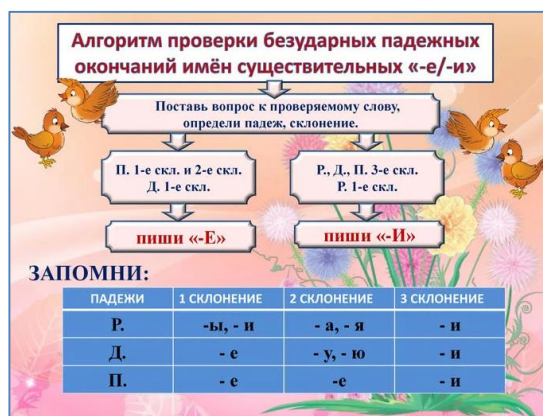 Алгоритм проверки безударных падежных
окончаний имён существительных «-е/-и»
Поставь вопрос к проверяемому слову,
определи падеж, склонение.
П. 1-е скл. и 2-е скл.
Д. 1-е скл.
Р., Д., П. 3-е скл.
Р. 1-е скл.
пиши «-Е»
пиши «-И»
ЗАПОМНИ:
ПАДЕЖИ 1 СКЛОНЕНИЕ 2 СКЛОНЕНИЕ 3 СКЛОНЕНИЕ
Р. -ы, - и - а, - я - и
Д. - е - у, - ю - и
П. - е -е - и